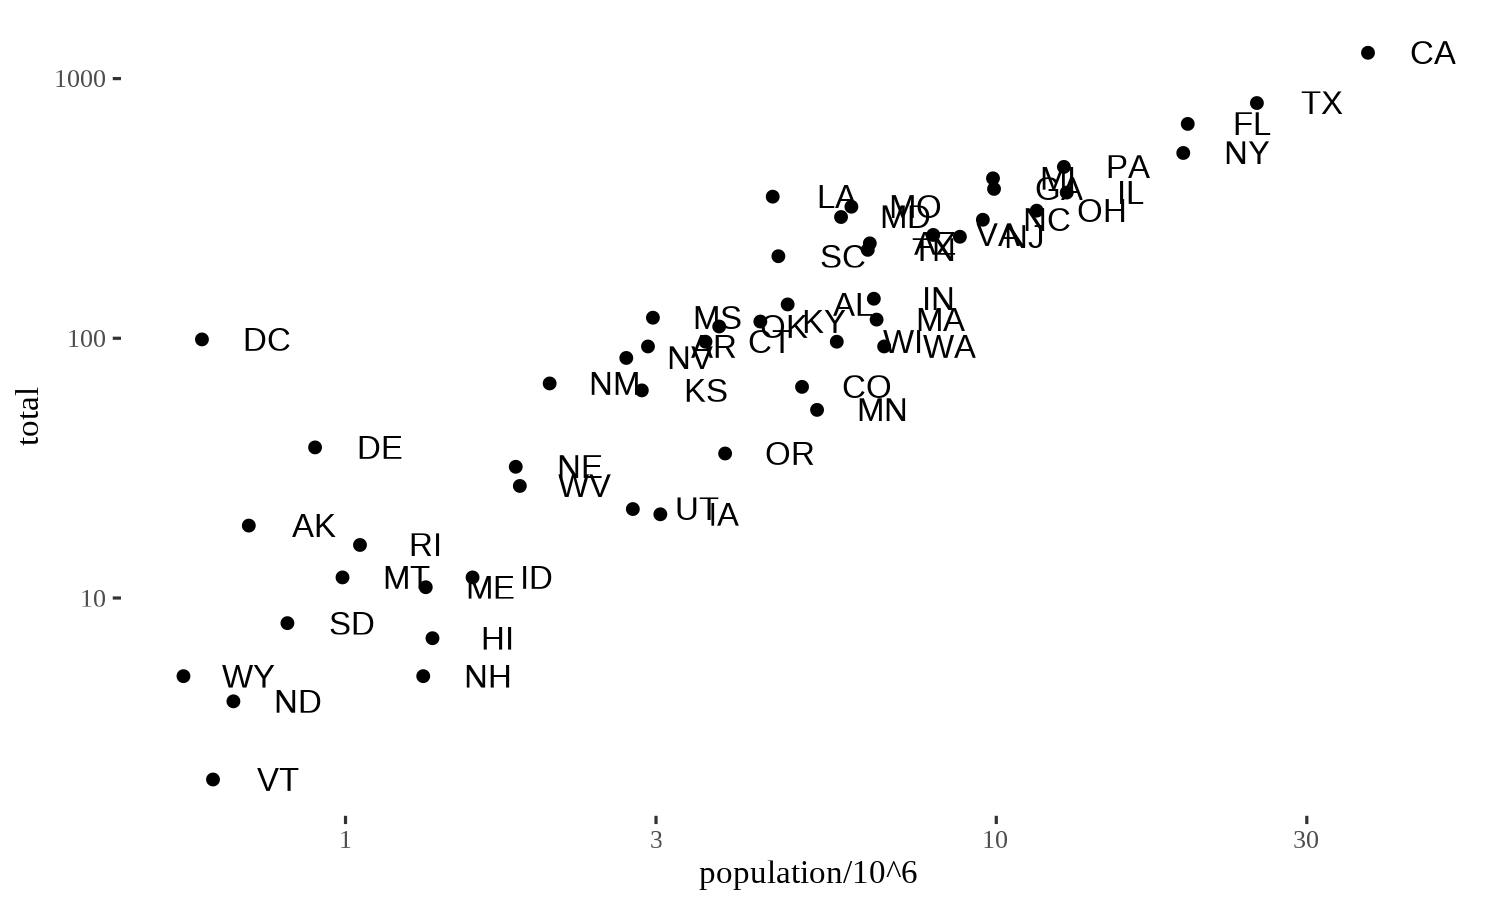 CA
1000
TX
FL
NY
PA
MI
GA
IL
LA
MO
OH
MD
NC
VA
NJ
AZ
TN
SC
IN
AL
MS
MA
KY
OK
100
DC
CT
WI
WA
AR
NV
NM
CO
KS
MN
total
DE
OR
NE
WV
UT
IA
AK
RI
MT
ID
ME
10
SD
HI
WY
NH
ND
VT
1 3 10 30
population/10^6